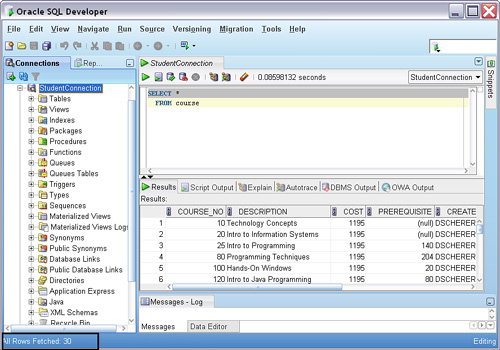 Oracle SQL Developer
File Edit View Navigate Run Source Versioning Migration Tools Help
Connections Rep...
StudentConnection
Tables
Views
Indexes
Packages
Procedures
Functions
Queues
Queues Tables
Triggers
Types
Sequences
Materialized Views
Materialized Views Logs
Synonyms
Public Synonyms
Database Links
Public Database Links
Directories
Application Express
Java
XML Schemas
Recycle Bin
StudentConnection
0.08598132 seconds
StudentConnection
Snippets
SELECT *
FROM course
Results Script Output Explain Autotrace DBMS Output OWA Output
Results:
COURSE_NO DESCRIPTION COST PREREQUISITE CREATE
1 10 Technology Concepts 1195 (null) DSCHERER
2 20 Intro to Information Systems 1195 (null) DSCHERER
3 25 Intro to Programming 1195 140 DSCHERER
4 80 Programming Techniques 1195 204 DSCHERER
5 100 Hands-On Windows 1195 20 DSCHERER
6 120 Intro to Java Programming 1195 80 DSCHERER
Messages - Log
Messages Data Editor
All Rows Fetched: 30
Editing